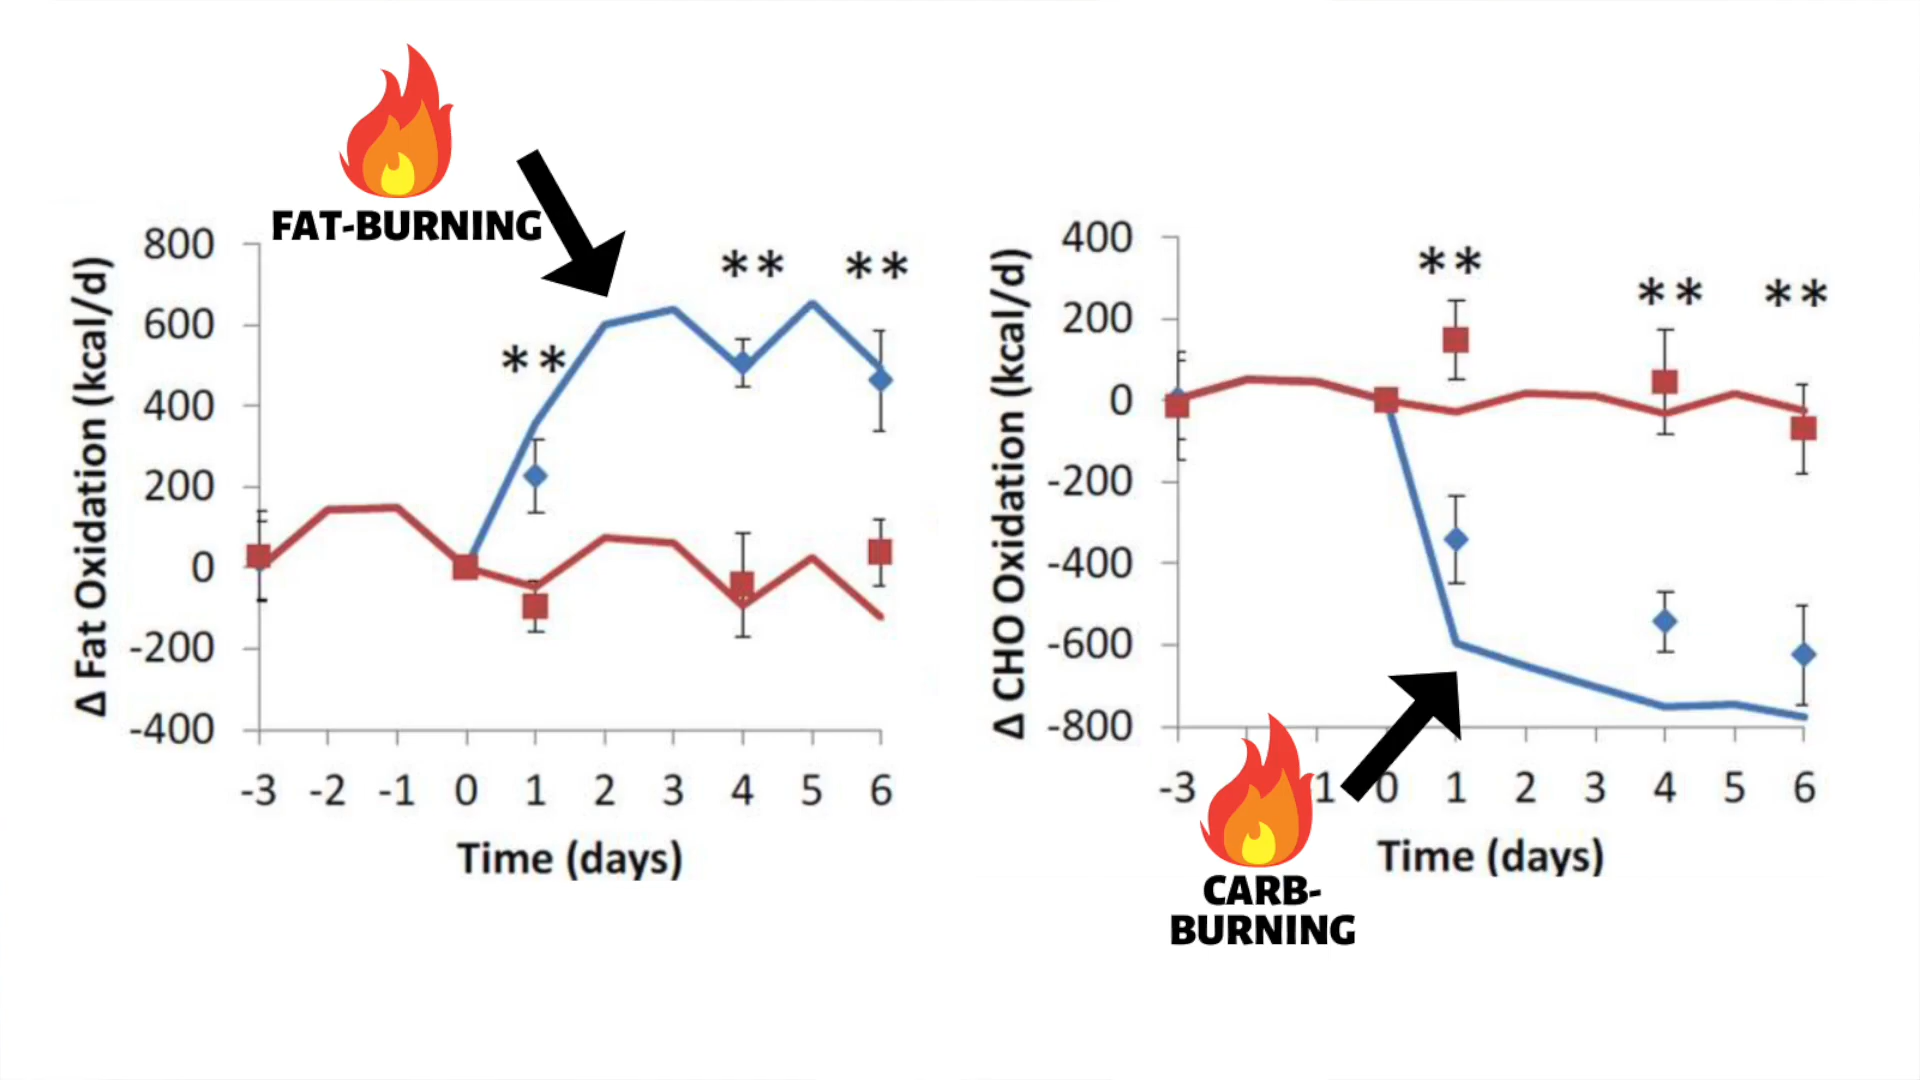 FAT-BURNING
Δ Fat Oxidation (kcal/d)
800
600
400
200
0
-200
-400
**
**
**
-3 -2 -1 0 1 2 3 4 5 6
Time (days)
Δ CHO Oxidation (kcal/d)
400
200
0
-200
-400
-600
-800
**
**
**
-3 1 0 1 2 3 4 5 6
Time (days)
CARB-
BURNING